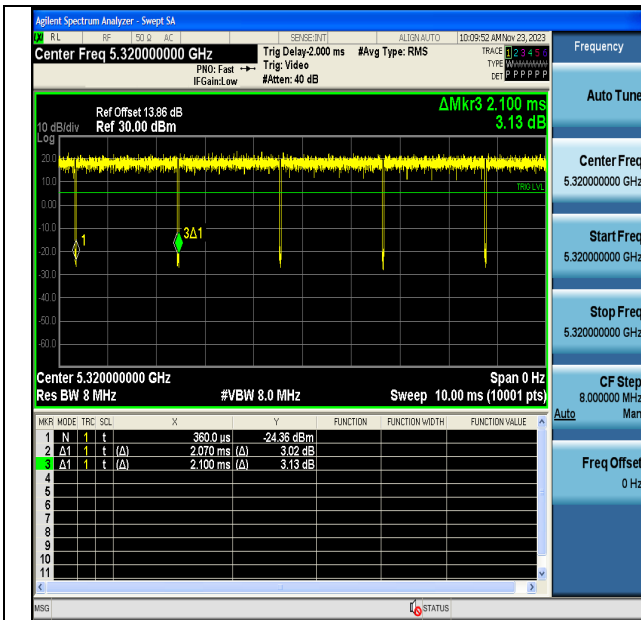 Agilent Spectrum Analyzer - Swept SA
RL RF 50 Ω AC SENSE:INT ALIGN AUTO 10:09:52 AM Nov 23, 2023
Center Freq 5.320000000 GHz
PNO: Fast
IFGain:Low
Trig Delay-2.000 ms
Trig: Video
#Atten: 40 dB
#Avg Type: RMS
TRACE 1 2 3 4 5 6
TYPE WWWWWW
DET P P P P P P
Frequency
Auto Tune
Center Freq
5.320000000 GHz
Start Freq
5.320000000 GHz
Stop Freq
5.320000000 GHz
CF Step
8.000000 MHz
Auto Man
Freq Offset
0 Hz
ΔMkr3 2.100 ms
3.13 dB
Ref Offset 13.86 dB
10 dB/div Ref 30.00 dBm
Log
20.0
10.0
0.00
-10.0
-20.0
-30.0
-40.0
-50.0
-60.0
TRIG LVL
1
3Δ1
Center 5.320000000 GHz Span 0 Hz
Res BW 8 MHz #VBW 8.0 MHz Sweep 10.00 ms (10001 pts)
MKR MODE TRC SCL X Y FUNCTION FUNCTION WIDTH FUNCTION VALUE
1 N 1 t 360.0 µs -24.36 dBm
2 Δ1 1 t (Δ) 2.070 ms (Δ) 3.02 dB
3 Δ1 1 t (Δ) 2.100 ms (Δ) 3.13 dB
4
5
6
7
8
9
10
11
MSG STATUS